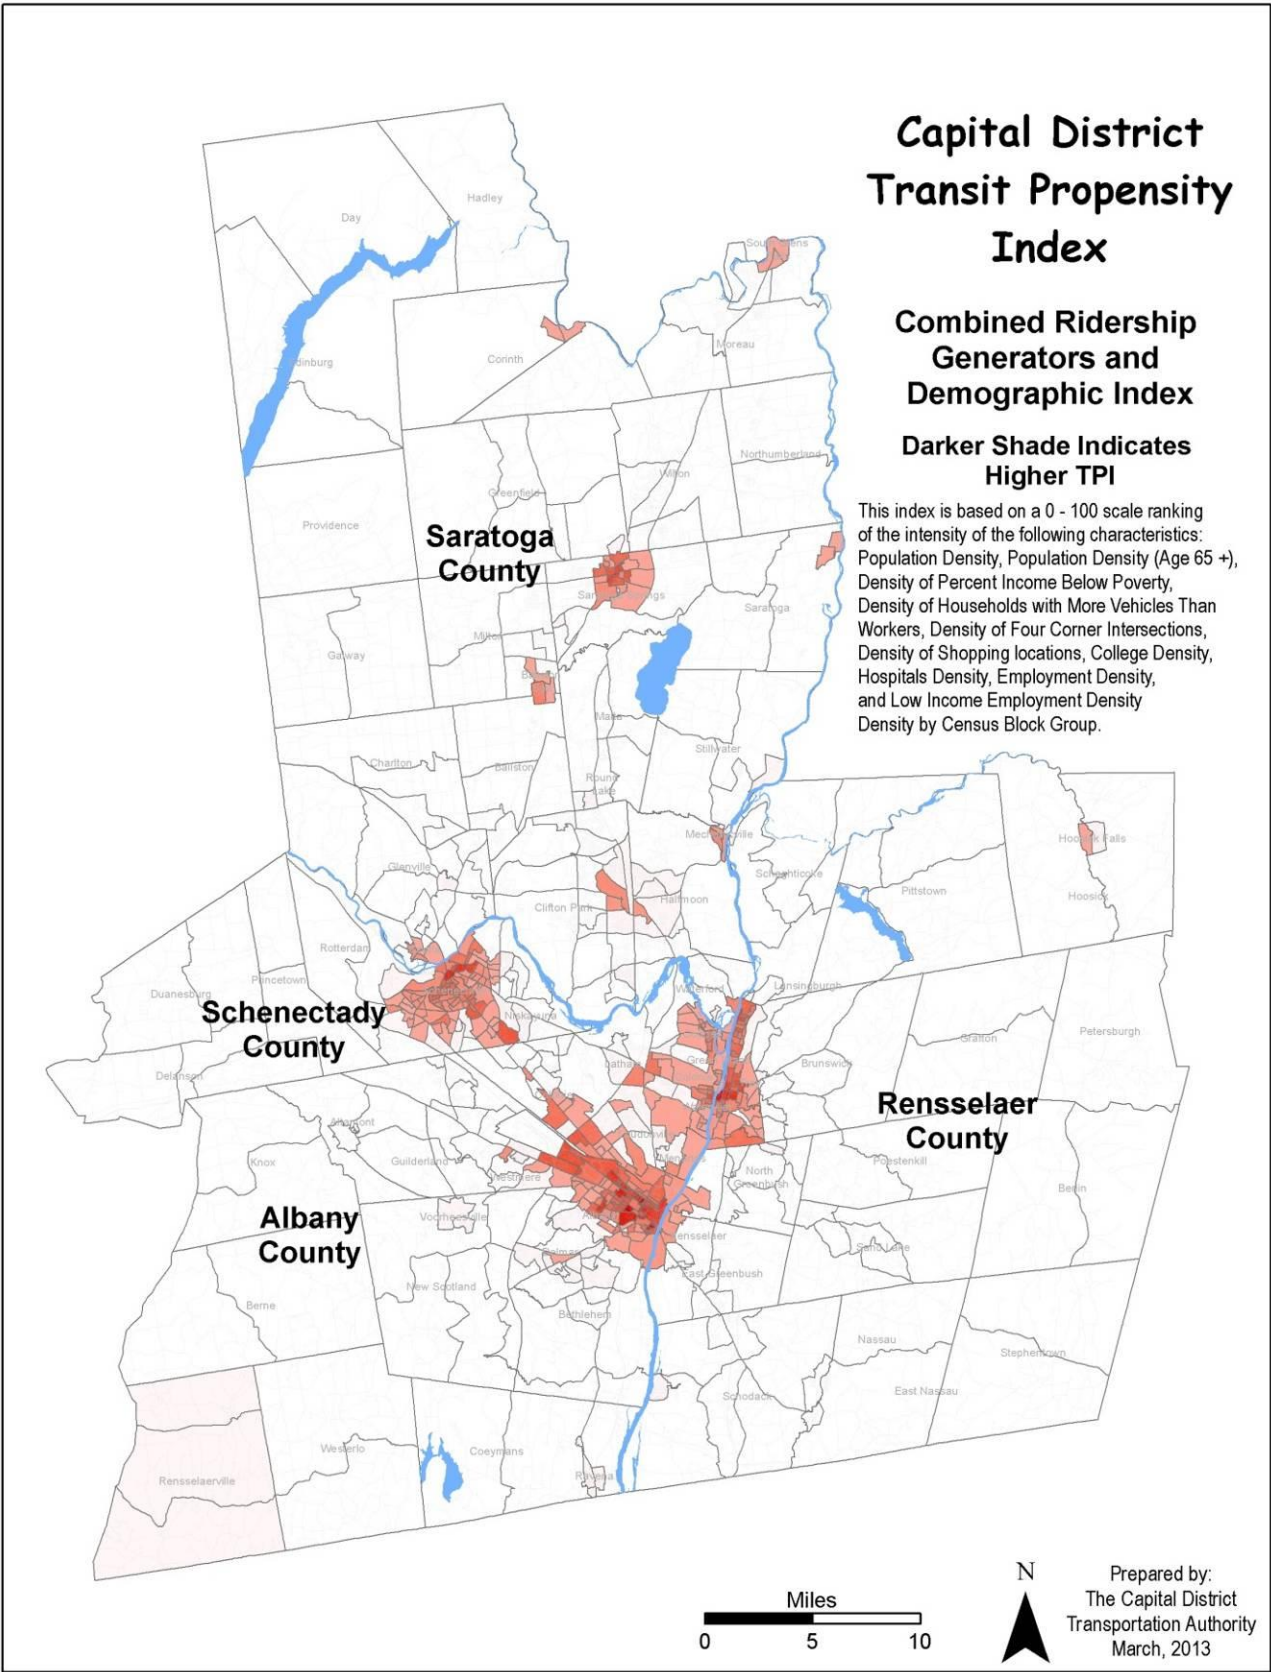 Capital District
Transit Propensity
Index
Combined Ridership
Generators and
Demographic Index
Darker Shade Indicates
Higher TPI
This index is based on a 0 - 100 scale ranking
of the intensity of the following characteristics:
Population Density, Population Density (Age 65 +),
Density of Percent Income Below Poverty,
Density of Households with More Vehicles Than
Workers, Density of Four Corner Intersections,
Density of Shopping locations, College Density,
Hospitals Density, Employment Density,
and Low Income Employment Density
Density by Census Block Group.
Hadley
Day
Moreau
Corinth
Northumberland
Wilton
Greenfield
Providence
Saratoga
County
Saratoga
Milton
Galway
Malta
Stillwater
Charlton
Ballston
Round
Lake
Hoosick Falls
Schaghticoke
Glenville
Pittstown
Hoosick
Halfmoon
Clifton Park
Rotterdam
Princetown
Duanesburg
Waterford
Lansingburgh
Schenectady
County
Niskayuna
Petersburgh
Grafton
Brunswick
Latham
Delanson
Rensselaer
County
Altamont
Knox
Guilderland
Westmere
North
Greenbush
Poestenkill
Berlin
Albany
County
Voorheesville
Sand Lake
East Greenbush
New Scotland
Berne
Bethlehem
Nassau
Stephentown
East Nassau
Schodack
Westerlo
Coeymans
Rensselaerville
Ravena
N
Miles
0 5 10
Prepared by:
The Capital District
Transportation Authority
March, 2013